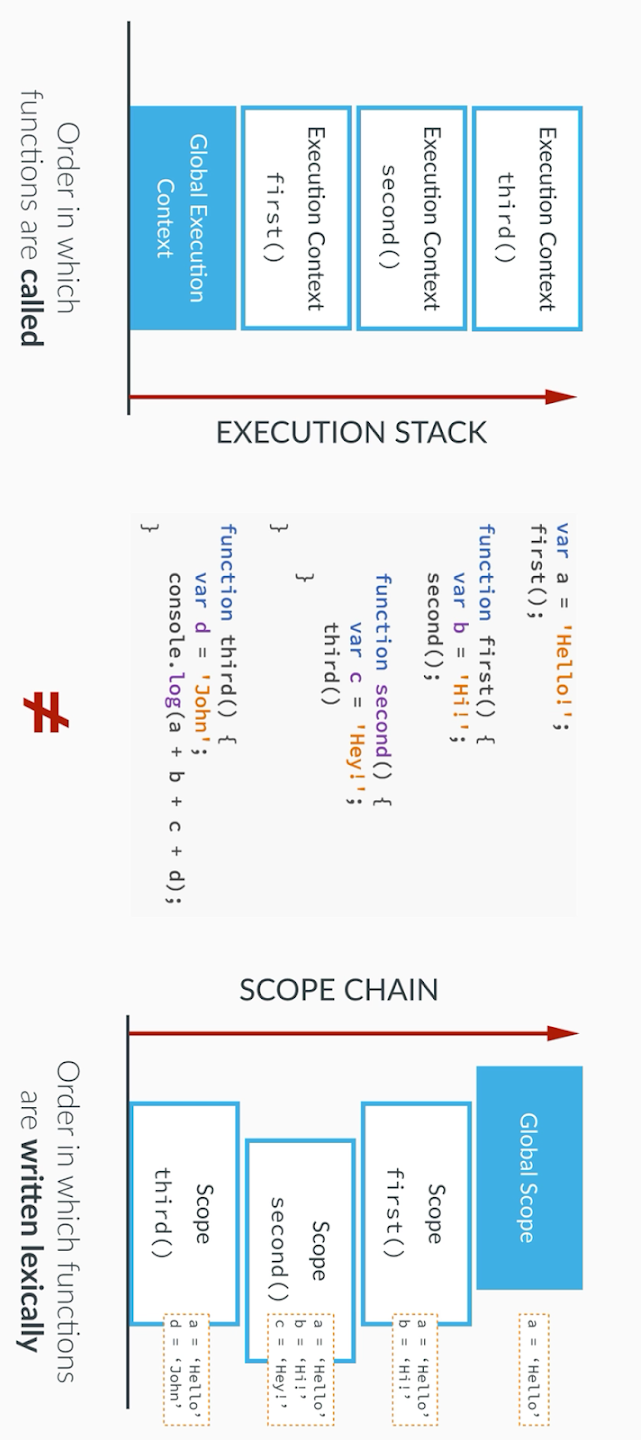 EXECUTION STACK
Execution Context
third()
Execution Context
second()
Execution Context
first()
Global Execution
Context
Order in which
functions are called
var a = 'Hello!';
first();
function first() {
var b = 'Hi!';
second();
function second() {
var c = 'Hey!';
third()
}
}
function third() {
var d = 'John';
console.log(a + b + c + d);
}
≠
SCOPE CHAIN
Global Scope
a = ‘Hello’
Scope
first()
a = ‘Hello’
b = ‘Hi!’
Scope
second()
a = ‘Hello’
b = ‘Hi!’
c = ‘Hey!’
Scope
third()
a = ‘Hello’
d = ‘John’
Order in which functions
are written lexically